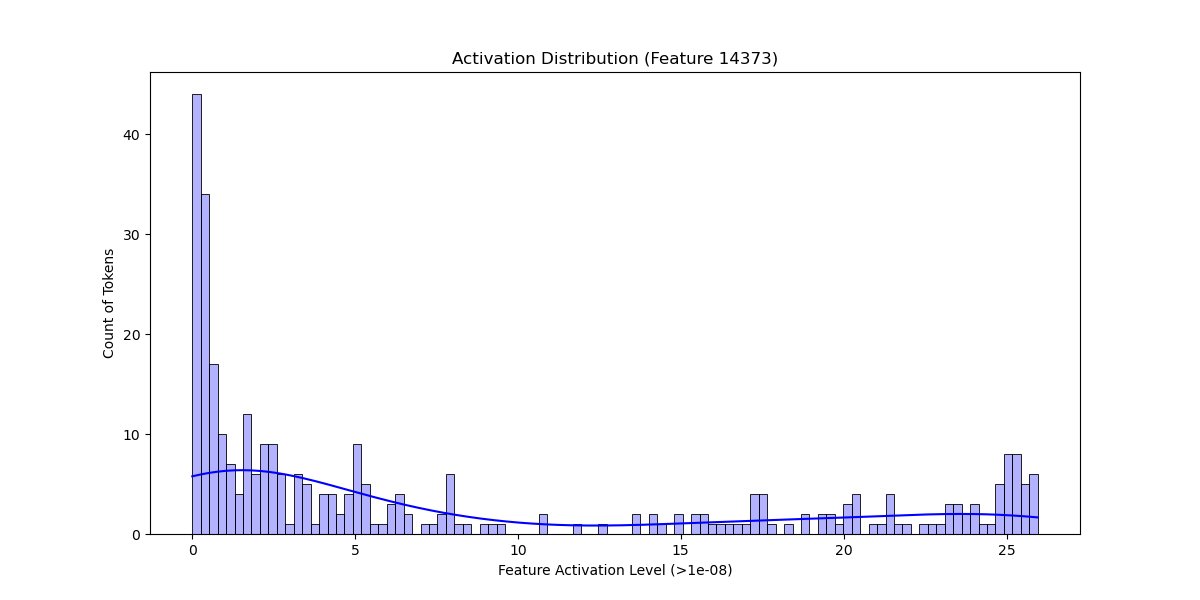 Activation Distribution (Feature 14373)
Count of Tokens
40
30
20
10
0
0 5 10 15 20 25
Feature Activation Level (>1e-08)